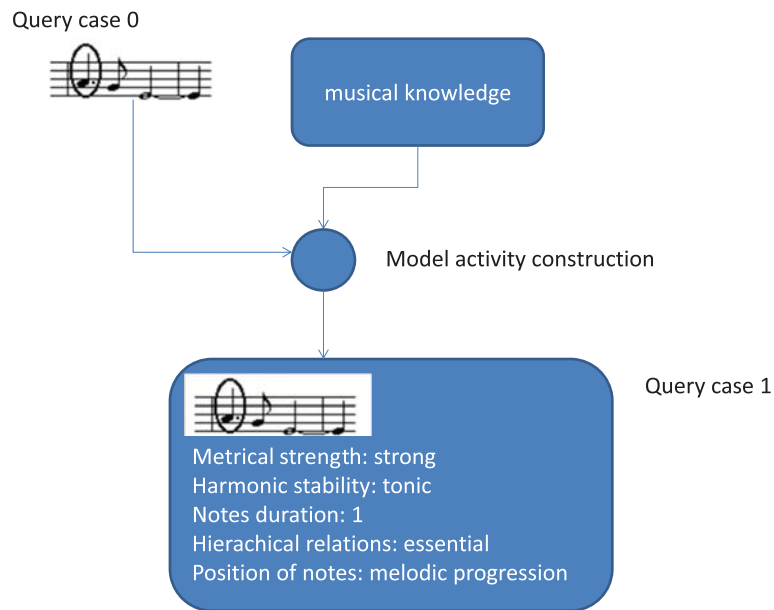 Query case 0
musical knowledge
Model activity construction
Query case 1
Metrical strength: strong
Harmonic stability: tonic
Notes duration: 1
Hierachical relations: essential
Position of notes: melodic progression